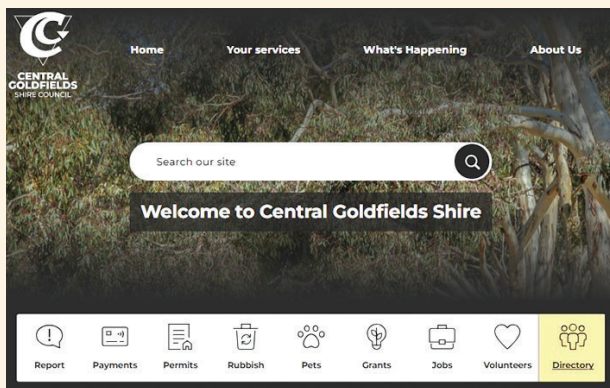 CENTRAL
GOLDFIELDS
SHIRE COUNCIL
Home Your services What's Happening About Us
Search our site
Welcome to Central Goldfields Shire
Report Payments Permits Rubbish Pets Grants Jobs Volunteers Directory